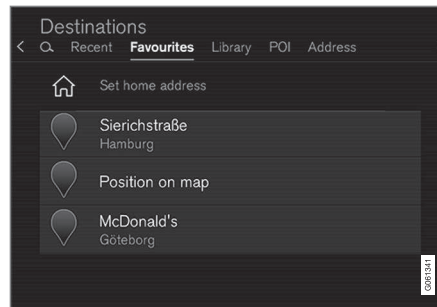 Destinations
Recent Favourites Library POI Address
Set home address
Sierichstraße
Hamburg
Position on map
McDonald's
Göteborg
G061341